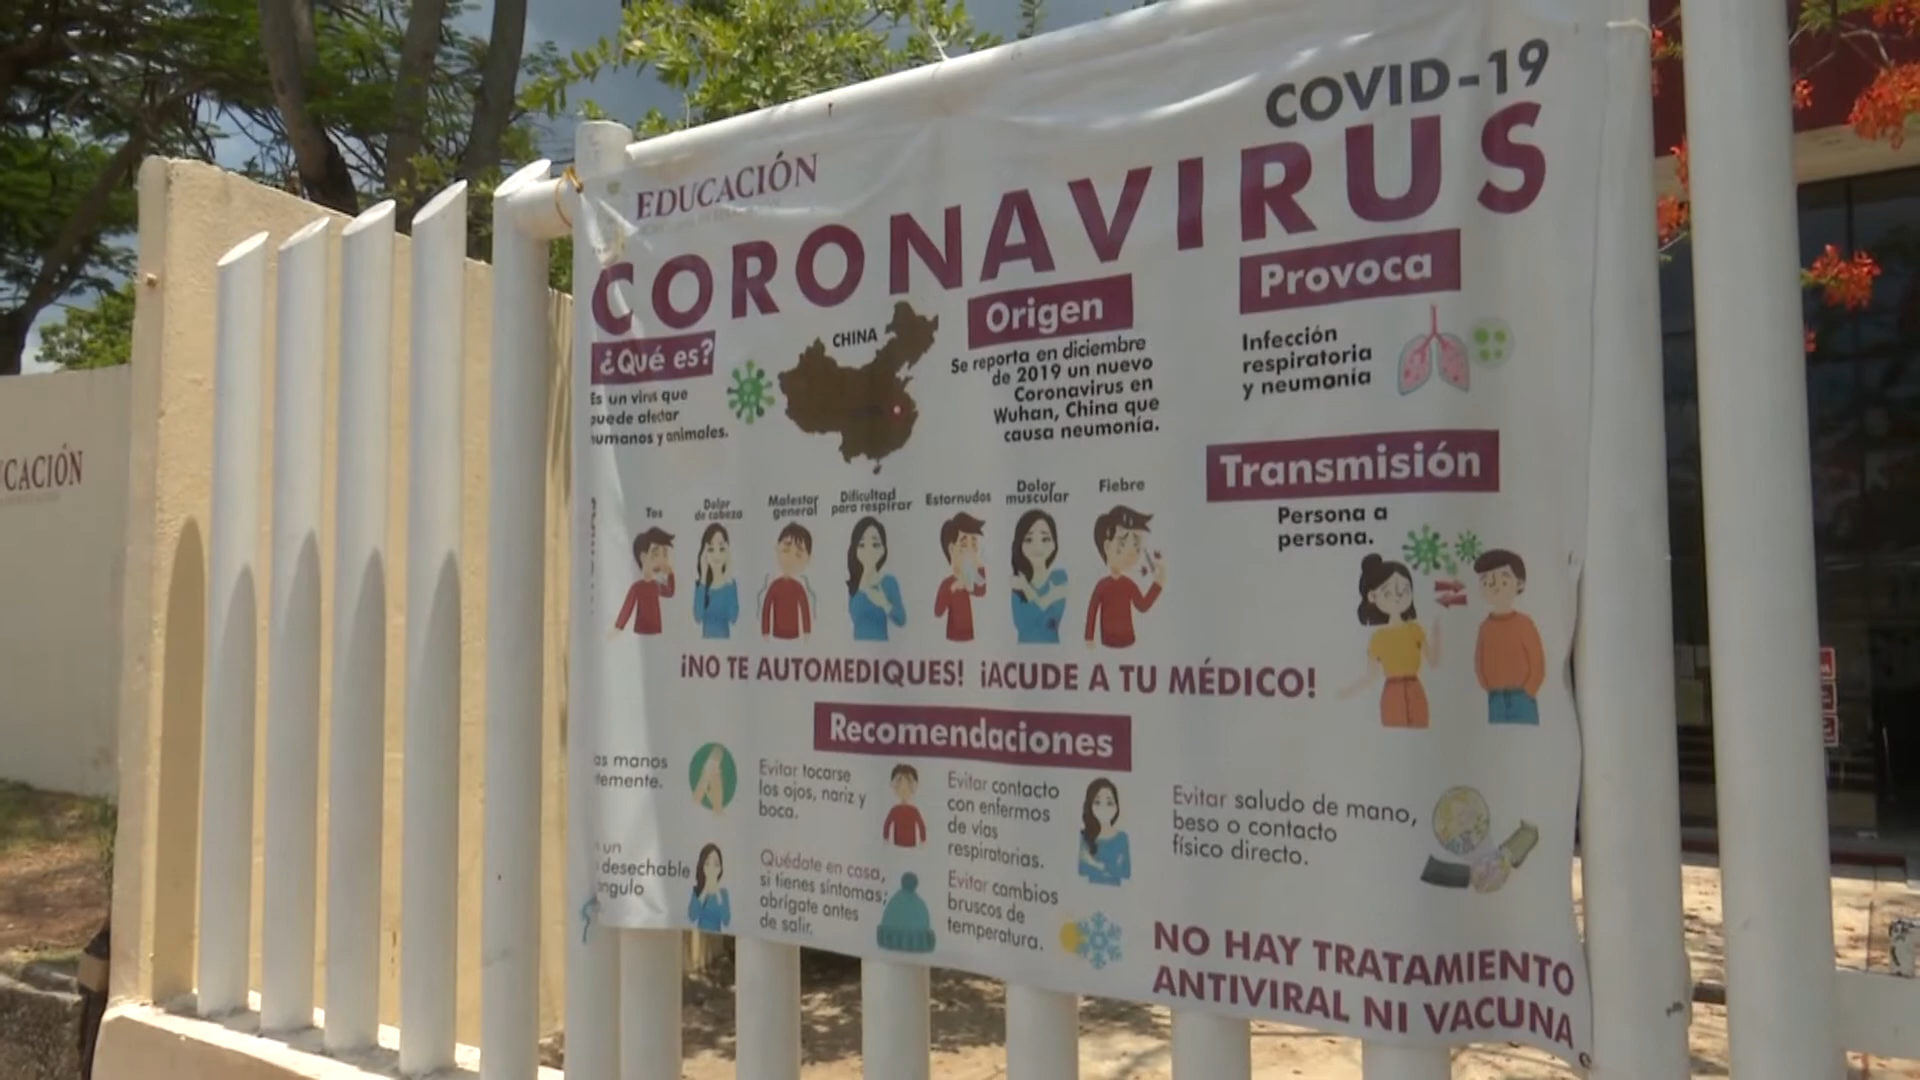 COVID-19
EDUCACIÓN
CORONAVIRUS
¿Qué es?
Es un virus que
puede afectar
humanos y animales.
CHINA
Origen
Se reporta en diciembre
de 2019 un nuevo
Coronavirus en
Wuhan, China que
causa neumonía.
Provoca
Infección
respiratoria
y neumonía
Transmisión
Persona a
persona.
Tos
Dolor
de cabeza
Malestar
general
Dificultad
para respirar
Estornudos
Dolor
muscular
Fiebre
¡NO TE AUTOMEDIQUES! ¡ACUDE A TU MÉDICO!
Recomendaciones
as manos
temente.
Evitar tocarse
los ojos, nariz y
boca.
Evitar contacto
con enfermos
de vías
respiratorias.
Evitar saludo de mano,
beso o contacto
físico directo.
un
desechable
ángulo
Quédate en casa,
si tienes síntomas;
abrígate antes
de salir.
Evitar cambios
bruscos de
temperatura.
NO HAY TRATAMIENTO
ANTIVIRAL NI VACUNA
UCACIÓN